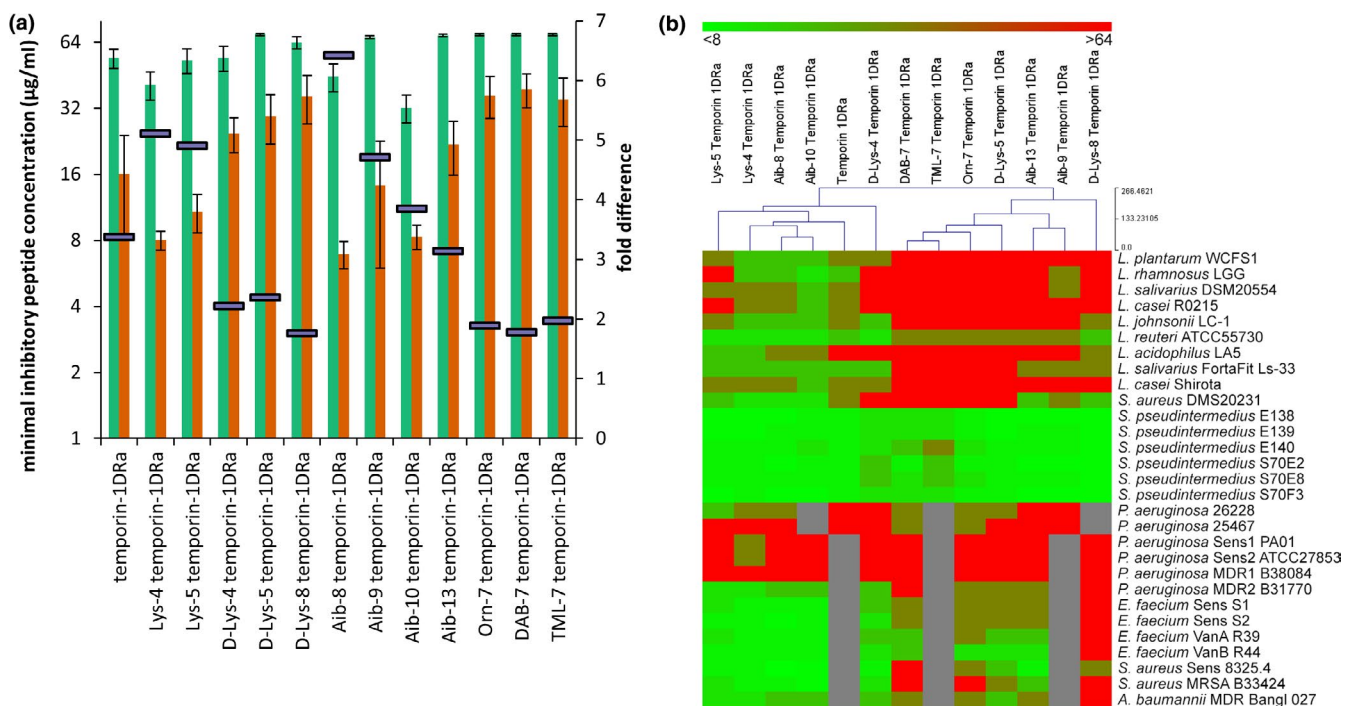 (a)
minimal inhibitory peptide concentration (µg/ml)
64
32
16
8
4
2
1
7
6
5
4
3
2
1
0
fold difference
temporin-1DRa
Lys-4 temporin-1DRa
Lys-5 temporin-1DRa
D-Lys-4 temporin-1DRa
D-Lys-5 temporin-1DRa
D-Lys-8 temporin-1DRa
Aib-8 temporin-1DRa
Aib-9 temporin-1DRa
Aib-10 temporin-1DRa
Aib-13 temporin-1DRa
Orn-7 temporin-1DRa
DAB-7 temporin-1DRa
TML-7 temporin-1DRa
(b)
<8
>64
Lys-5 Temporin 1DRa
Lys-4 Temporin 1DRa
Aib-8 Temporin 1DRa
Aib-10 Temporin 1DRa
Temporin 1DRa
D-Lys-4 Temporin 1DRa
DAB-7 Temporin 1DRa
TML-7 Temporin 1DRa
Orn-7 Temporin 1DRa
D-Lys-5 Temporin 1DRa
Aib-13 Temporin 1DRa
Aib-9 Temporin 1DRa
D-Lys-8 Temporin 1DRa
266.4621
133.23105
0.0
L. plantarum WCFS1
L. rhamnosus LGG
L. salivarius DSM20554
L. casei R0215
L. johnsonii LC-1
L. reuteri ATCC55730
L. acidophilus LA5
L. salivarius FortaFit Ls-33
L. casei Shirota
S. aureus DMS20231
S. pseudintermedius E138
S. pseudintermedius E139
S. pseudintermedius E140
S. pseudintermedius S70E2
S. pseudintermedius S70E8
S. pseudintermedius S70F3
P. aeruginosa 26228
P. aeruginosa 25467
P. aeruginosa Sens1 PA01
P. aeruginosa Sens2 ATCC27853
P. aeruginosa MDR1 B38084
P. aeruginosa MDR2 B31770
E. faecium Sens S1
E. faecium Sens S2
E. faecium VanA R39
E. faecium VanB R44
S. aureus Sens 8325.4
S. aureus MRSA B33424
A. baumannii MDR Bangl 027